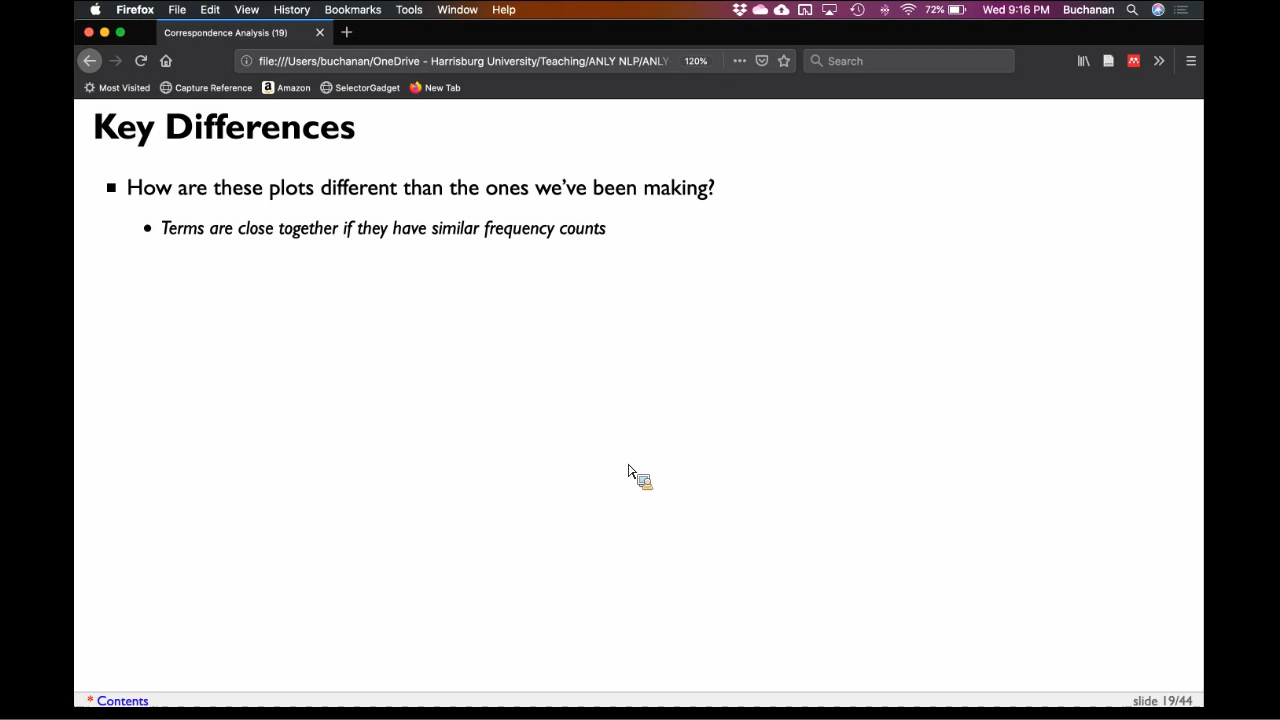 Firefox File Edit View History Bookmarks Tools Window Help 72% Wed 9:16 PM Buchanan
Correspondence Analysis (19)
file:///Users/buchanan/OneDrive - Harrisburg University/Teaching/ANLY NLP/ANLY 120% Search
Most Visited Capture Reference Amazon SelectorGadget New Tab
Key Differences
How are these plots different than the ones we've been making?
Terms are close together if they have similar frequency counts
* Contents slide 19/44